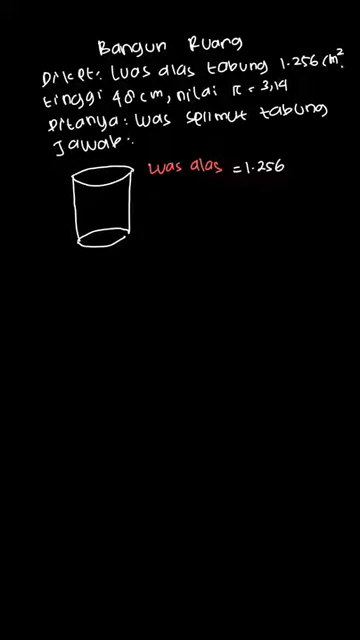 Bangun Ruang
Diket: Luas alas tabung 1.256 cm².
tinggi 40 cm, nilai π = 3,14
Ditanya: Luas selimut tabung
Jawab:
Luas alas = 1.256